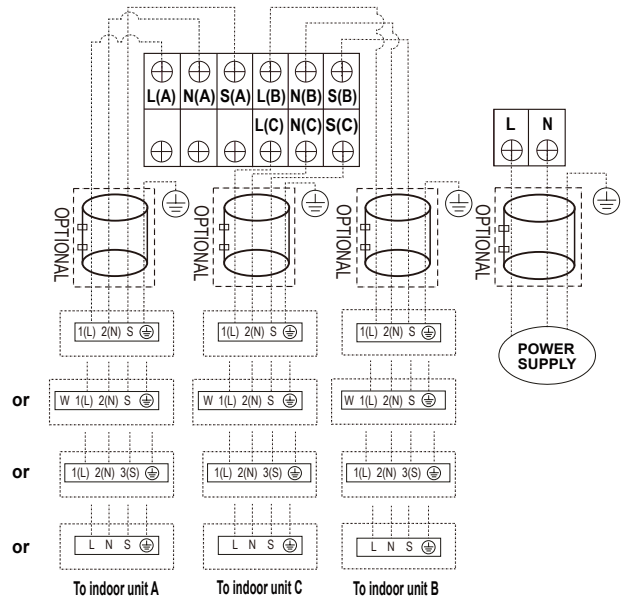 L(A) N(A) S(A) L(B) N(B) S(B)
L(C) N(C) S(C)
L N
OPTIONAL OPTIONAL OPTIONAL OPTIONAL
1(L) 2(N) S 1(L) 2(N) S 1(L) 2(N) S
POWER
SUPPLY
or W 1(L) 2(N) S W 1(L) 2(N) S W 1(L) 2(N) S
or 1(L) 2(N) 3(S) 1(L) 2(N) 3(S) 1(L) 2(N) 3(S)
or L N S L N S L N S
To indoor unit A To indoor unit C To indoor unit B